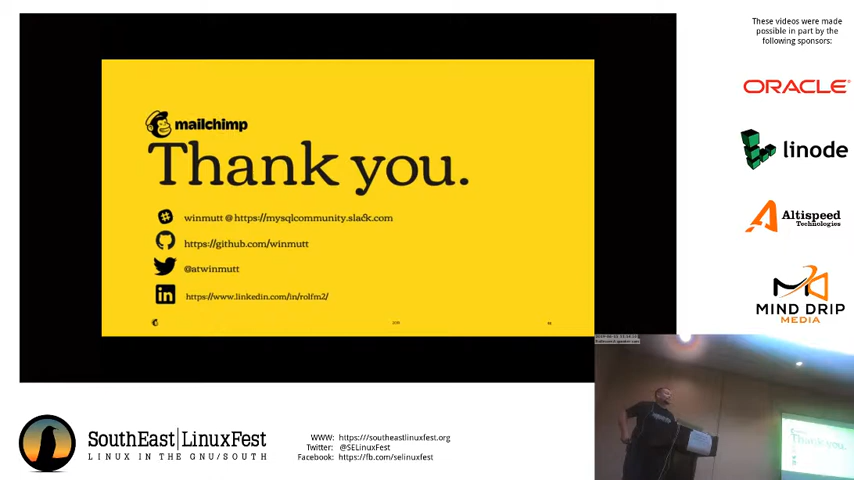 These videos were made
possible in part by the
following sponsors:
ORACLE
linode
Altispeed
Technologies
MIND DRIP
MEDIA
mailchimp
Thank you.
winmutt @ https://mysqlcommunity.slack.com
https://github.com/winmutt
@atwinmutt
https://www.linkedin.com/in/rolfm2/
Thank you.
SouthEast|LinuxFest
LINUX IN THE GNU/SOUTH
WWW: https://southeastlinuxfest.org
Twitter: @SELinuxFest
Facebook: https://fb.com/selinuxfest